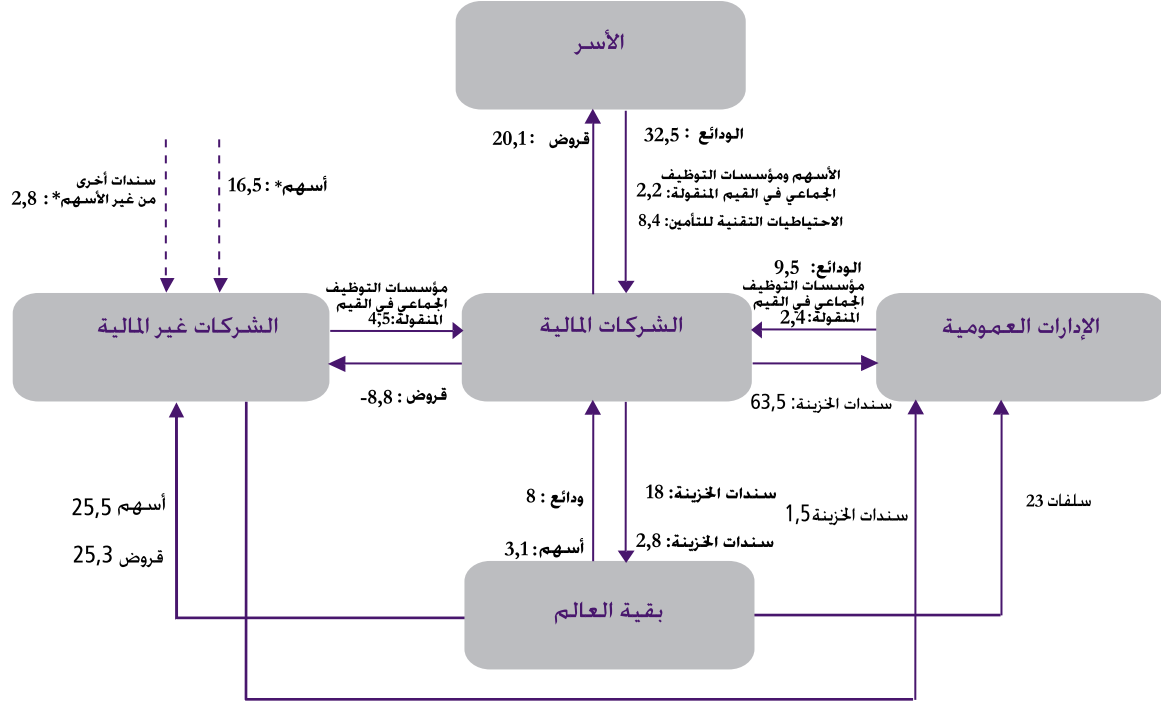 الأسر
قروض : 20,1
الودائع : 32,5
الأسهم ومؤسسات التوظيف
الجماعي في القيم المنقولة: 2,2
الاحتياطيات التقنية للتأمين: 8,4
سندات أخرى
من غير الأسهم* : 2,8
أسهم* : 16,5
الودائع: 9,5
مؤسسات التوظيف
الجماعي في القيم
المنقولة: 2,4
مؤسسات التوظيف
الجماعي في القيم
المنقولة: 4,5
الإدارات العمومية
الشركات المالية
الشركات غير المالية
قروض : 8,8-
سندات الخزينة: 63,5
أسهم 25,5
قروض 25,3
ودائع : 8
أسهم: 3,1
سندات الخزينة: 18
سندات الخزينة: 2,8
سندات الخزينة 1,5
سلفات 23
بقية العالم